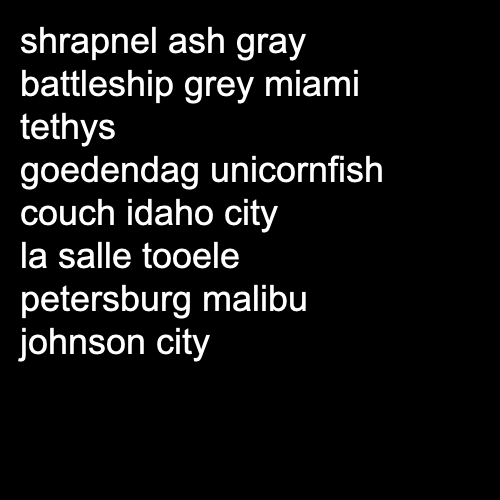 shrapnel ash gray
battleship grey miami
tethys
goedendag unicornfish
couch idaho city
la salle tooele
petersburg malibu
johnson city